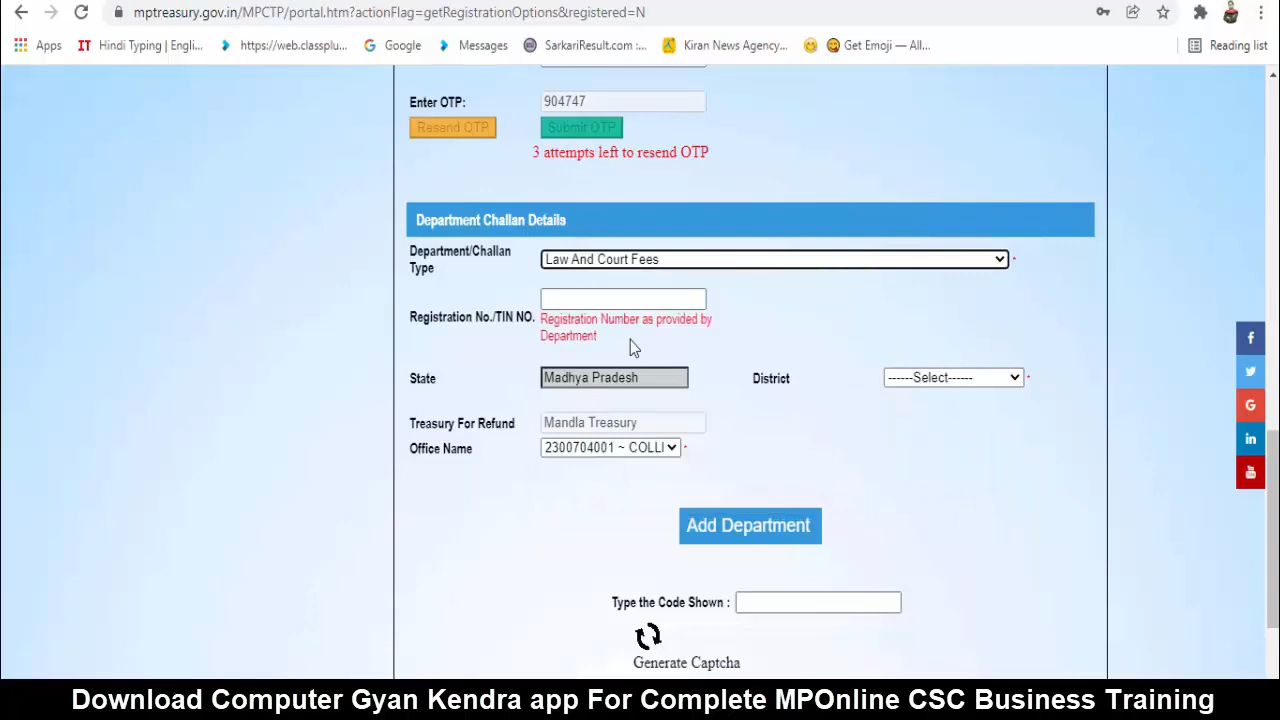 mptreasury.gov.in/MPCTP/portal.htm?actionFlag=getRegistrationOptions&registered=N
Apps IT Hindi Typing | Engli... https://web.classplu... Google Messages SarkariResult.com :... Kiran News Agency... Get Emoji — All... Reading list
Enter OTP: 904747
Resend OTP Submit OTP
3 attempts left to resend OTP
Department Challan Details
Department/Challan
Type
Law And Court Fees *
Registration No./TIN NO.
Registration Number as provided by
Department
State Madhya Pradesh District ------Select------ *
Treasury For Refund Mandla Treasury
Office Name 2300704001 ~ COLLI *
Add Department
Type the Code Shown :
Generate Captcha
Download Computer Gyan Kendra app For Complete MPOnline CSC Business Training